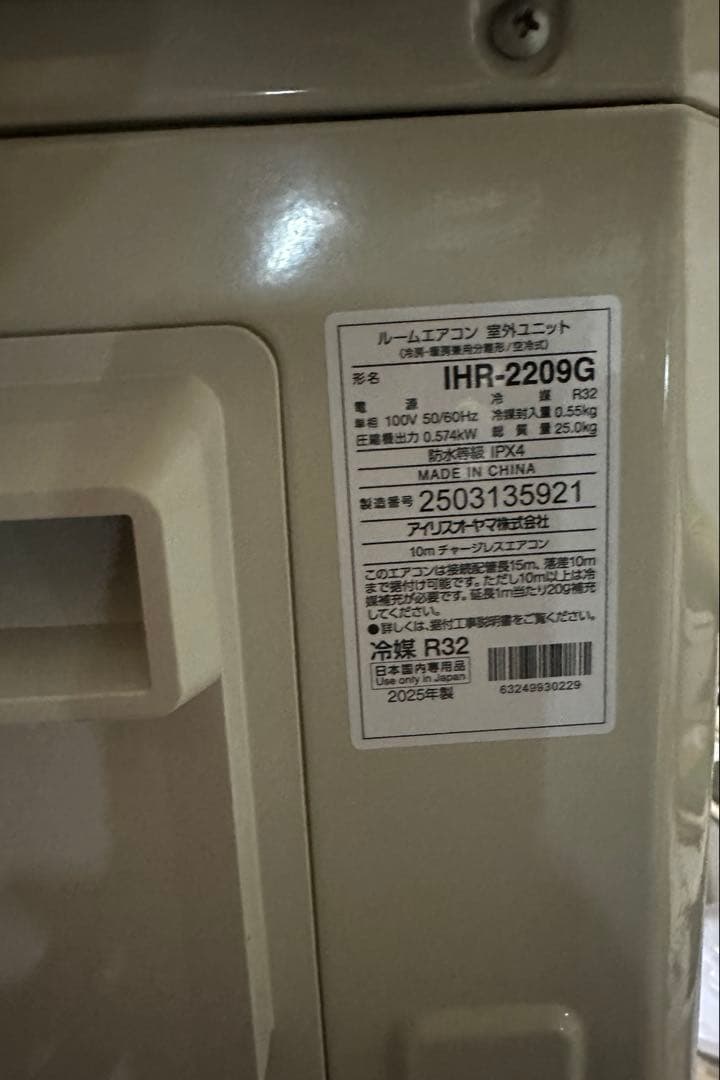 ルームエアコン 室外ユニット
(冷房・暖房兼用分離形/空冷式)
形名 IHR-2209G
電源 単相 100V 50/60Hz
冷媒 R32
冷媒封入量 0.55kg
圧縮機出力 0.574kW 総質量 25.0kg
防水等級 IPX4
MADE IN CHINA
製造番号 2503135921
アイリスオーヤマ株式会社
10mチャージレスエアコン
このエアコンは接続配管長15m、落差10m
まで据付け可能です。ただし10m以上は冷
媒補充が必要です。延長1m当たり20g補充
してください。
●詳しくは、据付工事説明書をご覧ください。
冷媒 R32
日本国内専用品
Use only in Japan
2025年製
63249930229